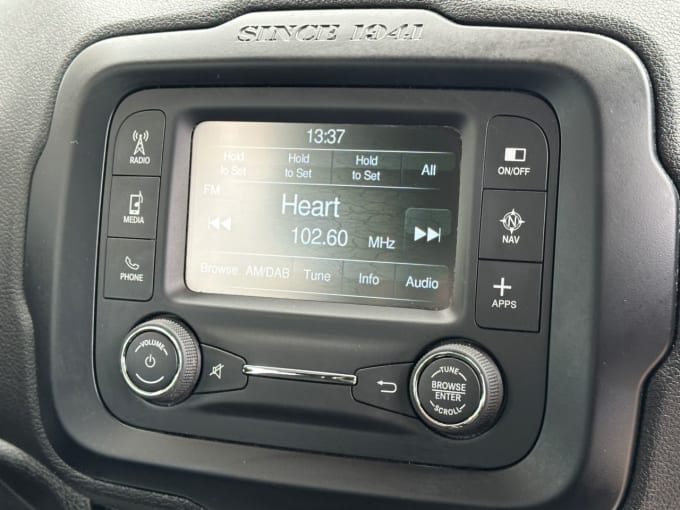 SINCE 1941
13:37
Hold to Set
Hold to Set
Hold to Set
All
FM
Heart
102.60 MHz
Browse AM/DAB Tune Info Audio
RADIO
MEDIA
PHONE
ON/OFF
N
NAV
APPS
VOLUME
TUNE
BROWSE
ENTER
SCROLL